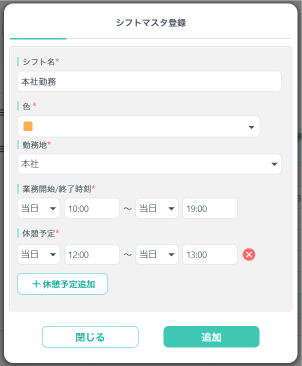 シフトマスタ登録
シフト名*
本社勤務
色 *
勤務地*
本社
業務開始/終了時刻*
当日 10:00 ～ 当日 19:00
休憩予定*
当日 12:00 ～ 当日 13:00
+ 休憩予定追加
閉じる 追加